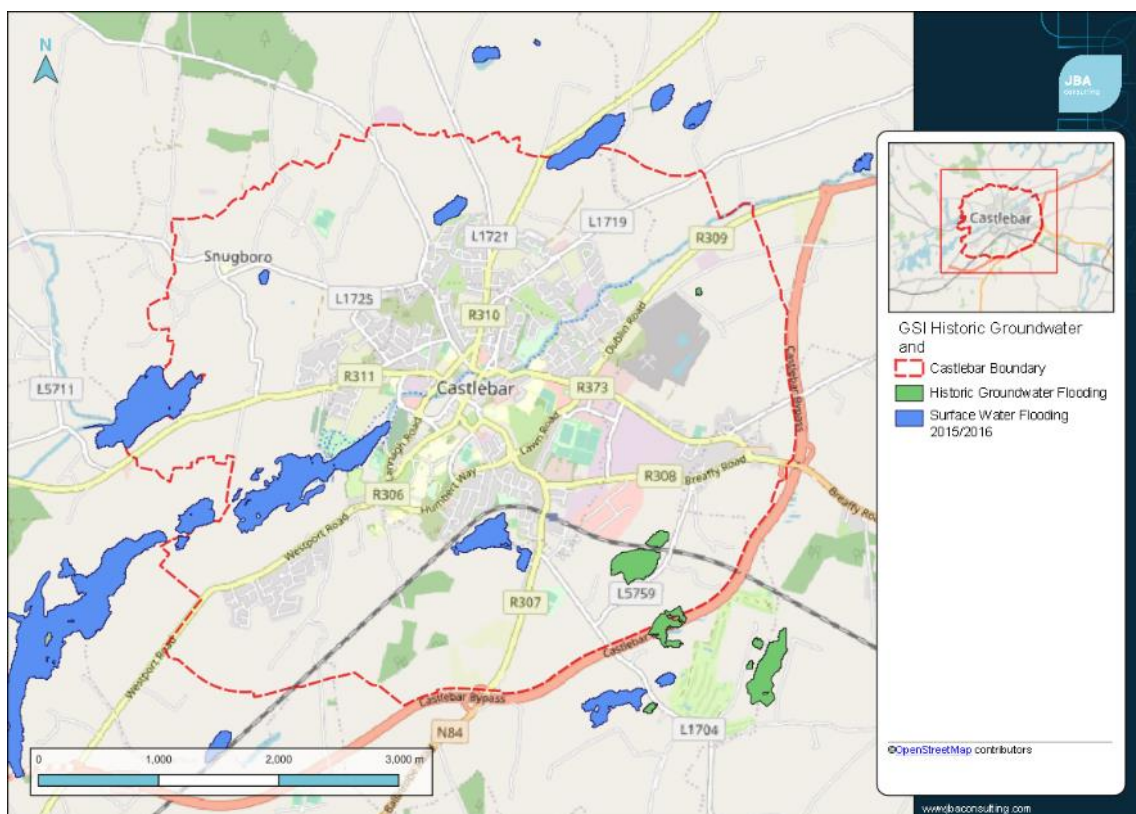 N
L1721
L1719
R309
Snugboro
L1725
R310
Dublin Road
Castlebar Bypass
L5711
R311
Castlebar
R373
Lannagh Road
Lawn Road
R306
Humbert Way
R308
Breaffy Road
Breaffy Roa
Westport Road
R307
L5759
Westport Road
Castlebar
Castlebar Bypass
N84
L1704
0 1,000 2,000 3,000 m
JBA
consulting
Castlebar
GSI Historic Groundwater
and
Castlebar Boundary
Historic Groundwater Flooding
Surface Water Flooding
2015/2016
©OpenStreetMap contributors
www.jbaconsulting.com